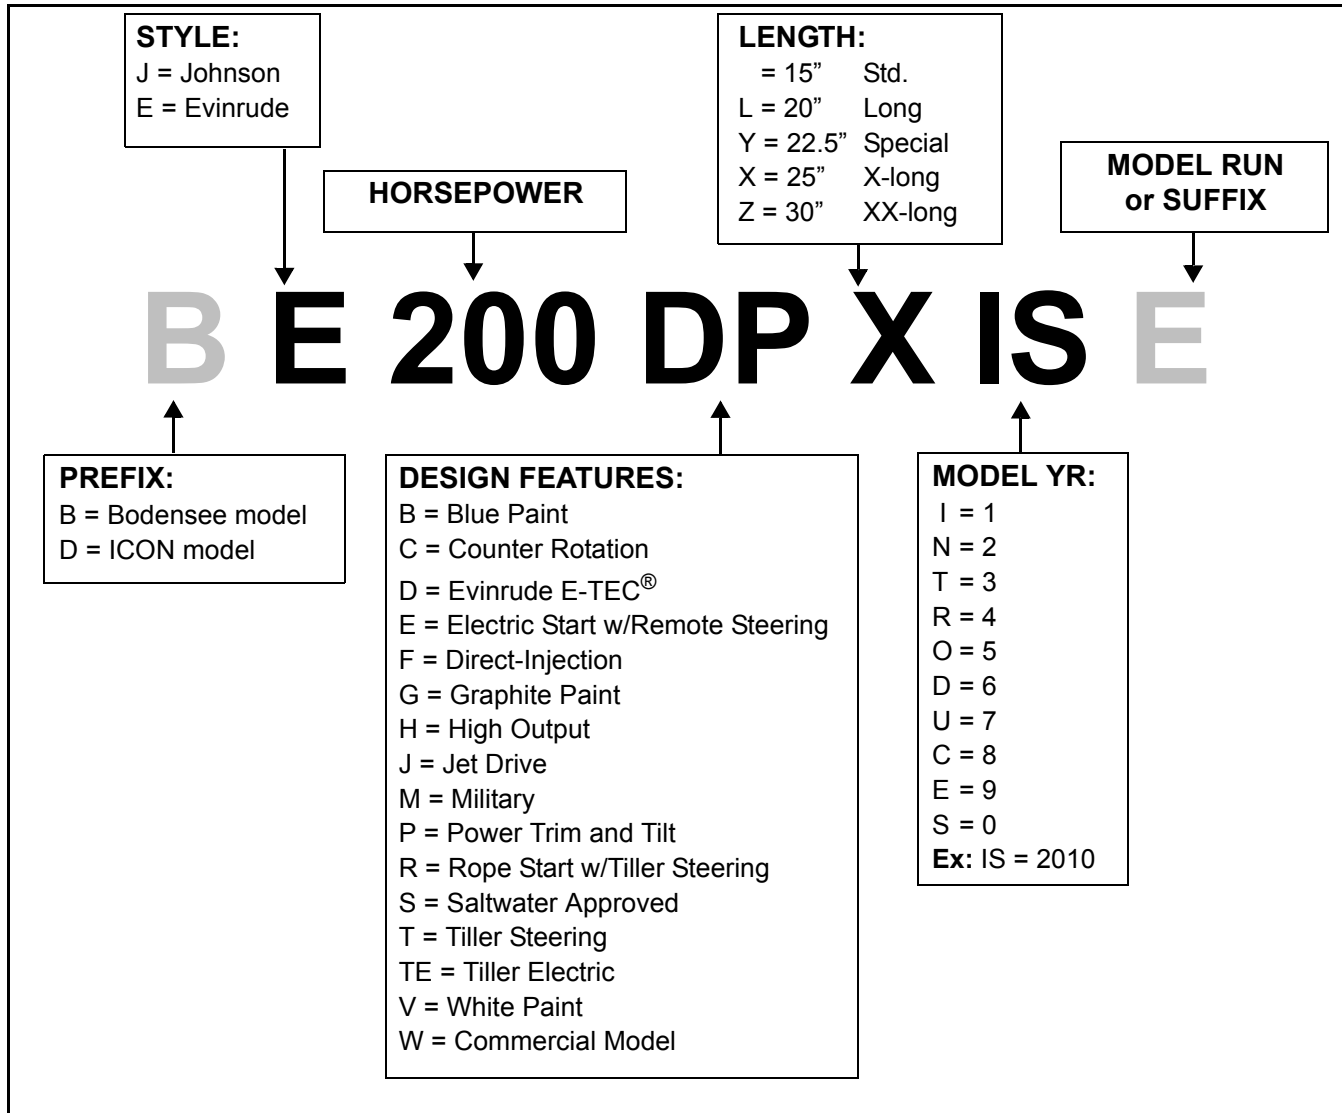 STYLE:
J = Johnson
E = Evinrude
HORSEPOWER
LENGTH:
= 15” Std.
L = 20” Long
Y = 22.5” Special
X = 25” X-long
Z = 30” XX-long
MODEL RUN
or SUFFIX
B E 200 DP X IS E
PREFIX:
B = Bodensee model
D = ICON model
DESIGN FEATURES:
B = Blue Paint
C = Counter Rotation
D = Evinrude E-TEC®
E = Electric Start w/Remote Steering
F = Direct-Injection
G = Graphite Paint
H = High Output
J = Jet Drive
M = Military
P = Power Trim and Tilt
R = Rope Start w/Tiller Steering
S = Saltwater Approved
T = Tiller Steering
TE = Tiller Electric
V = White Paint
W = Commercial Model
MODEL YR:
I = 1
N = 2
T = 3
R = 4
O = 5
D = 6
U = 7
C = 8
E = 9
S = 0
Ex: IS = 2010